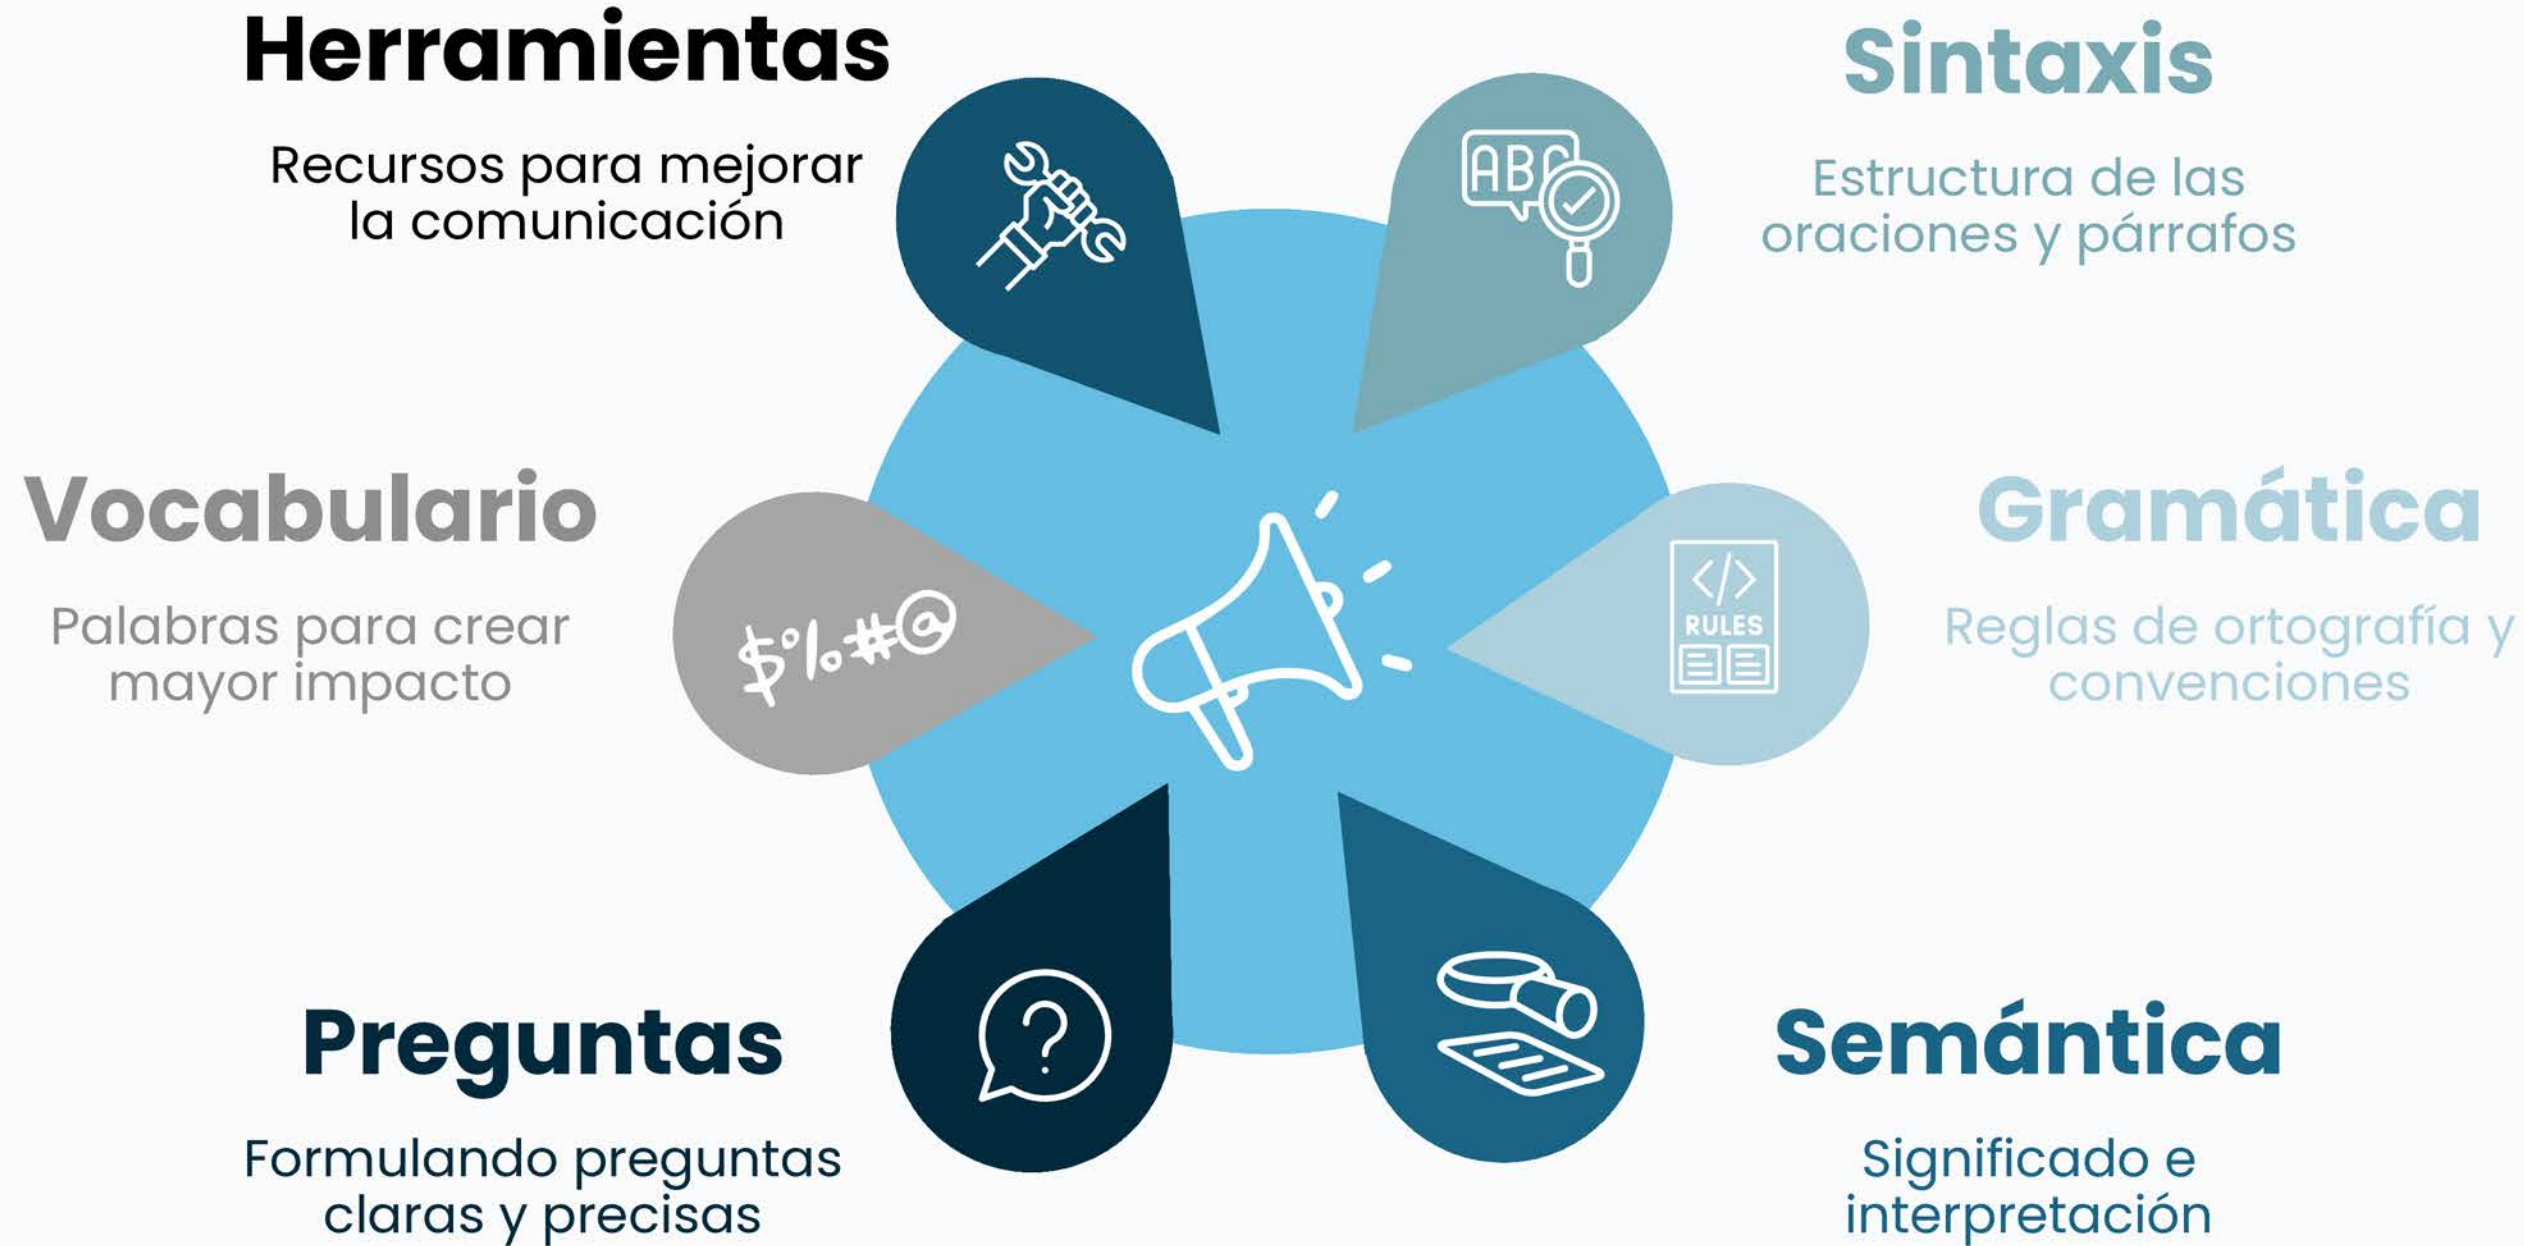 Herramientas
Recursos para mejorar
la comunicación
Sintaxis
Estructura de las
oraciones y párrafos
ABC
Vocabulario
Palabras para crear
mayor impacto
$%#@
Gramática
Reglas de ortografía y
convenciones
</>
RULES
Preguntas
Formulando preguntas
claras y precisas
?
Semántica
Significado e
interpretación